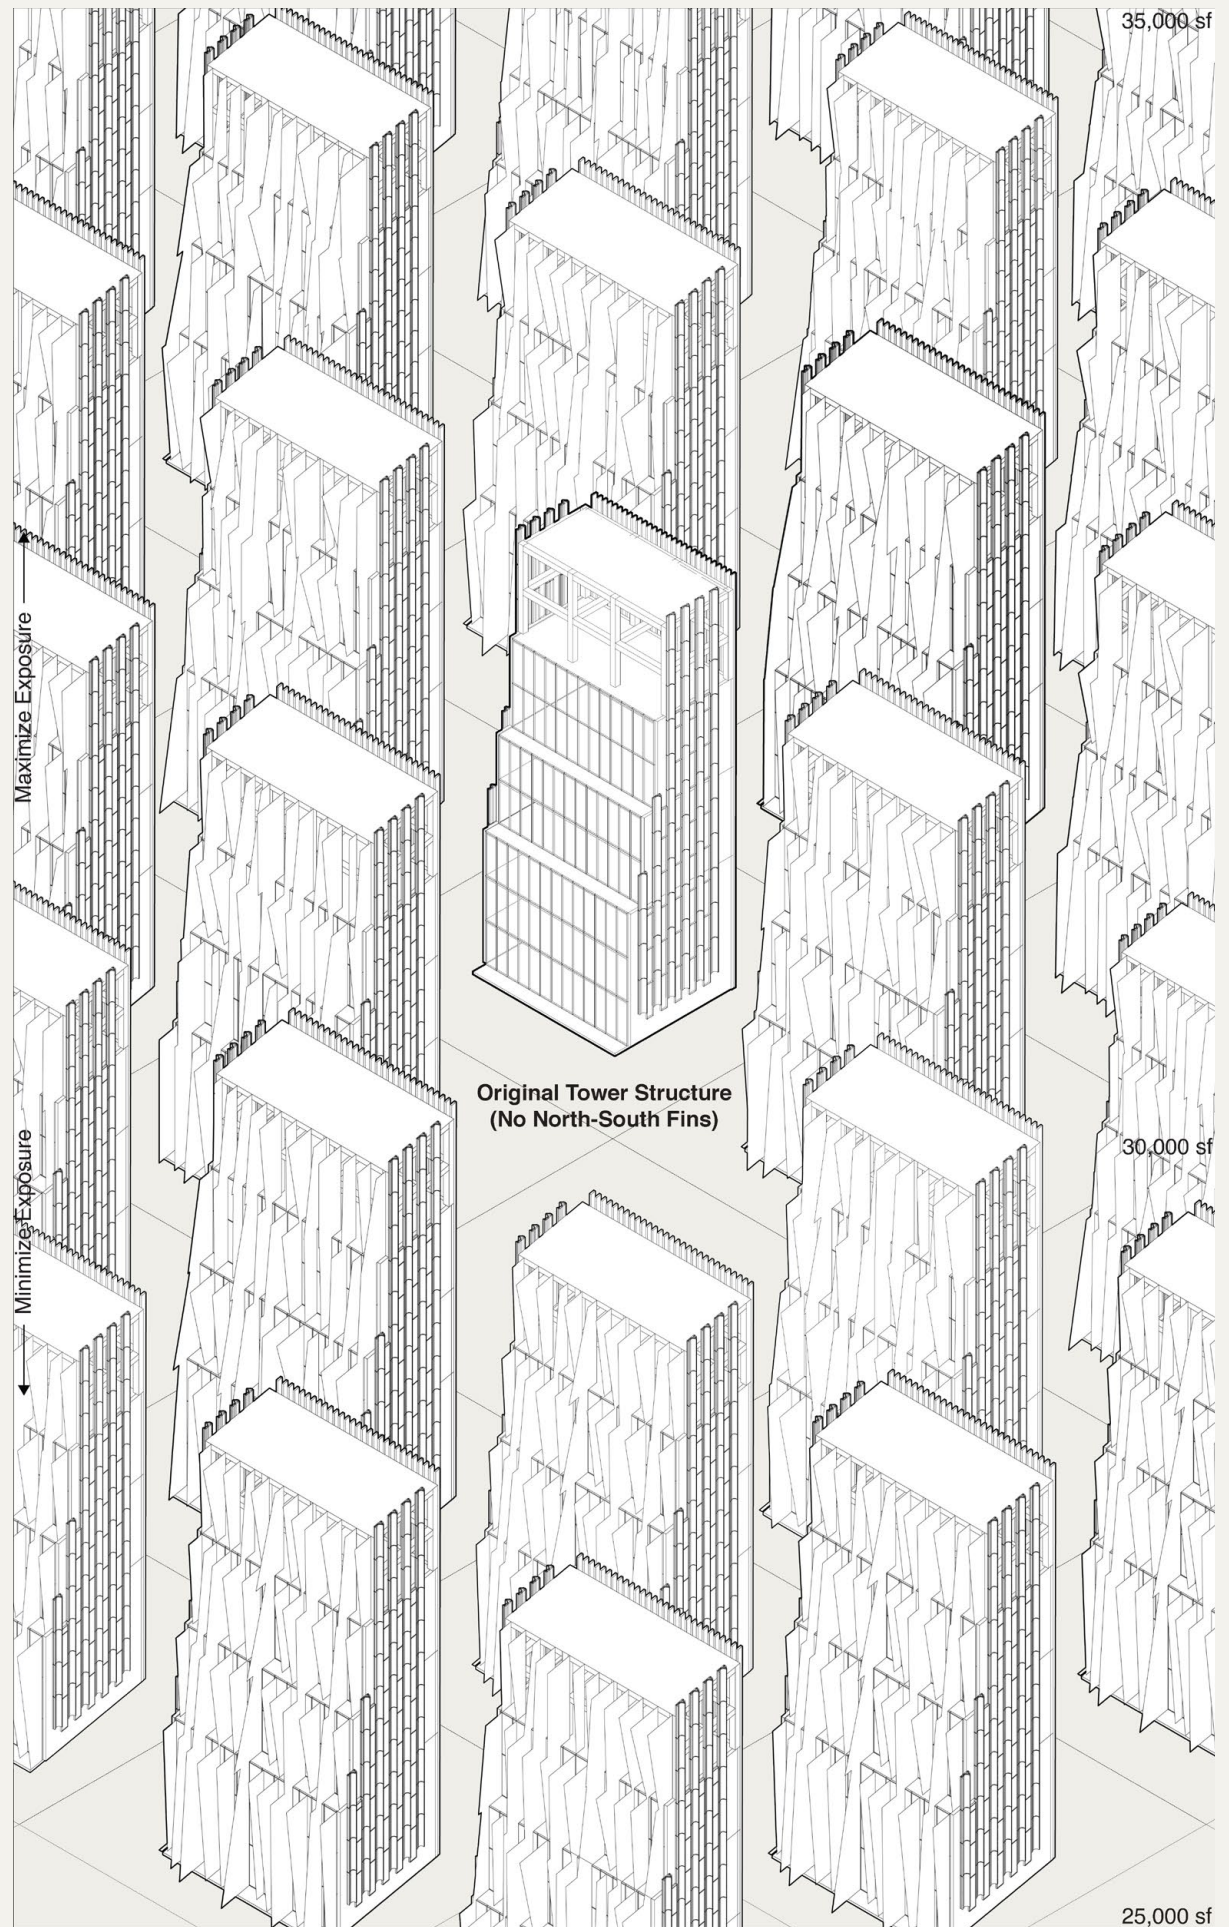 35,000 sf
Maximize Exposure
Original Tower Structure
(No North-South Fins)
30,000 sf
Minimize Exposure
25,000 sf